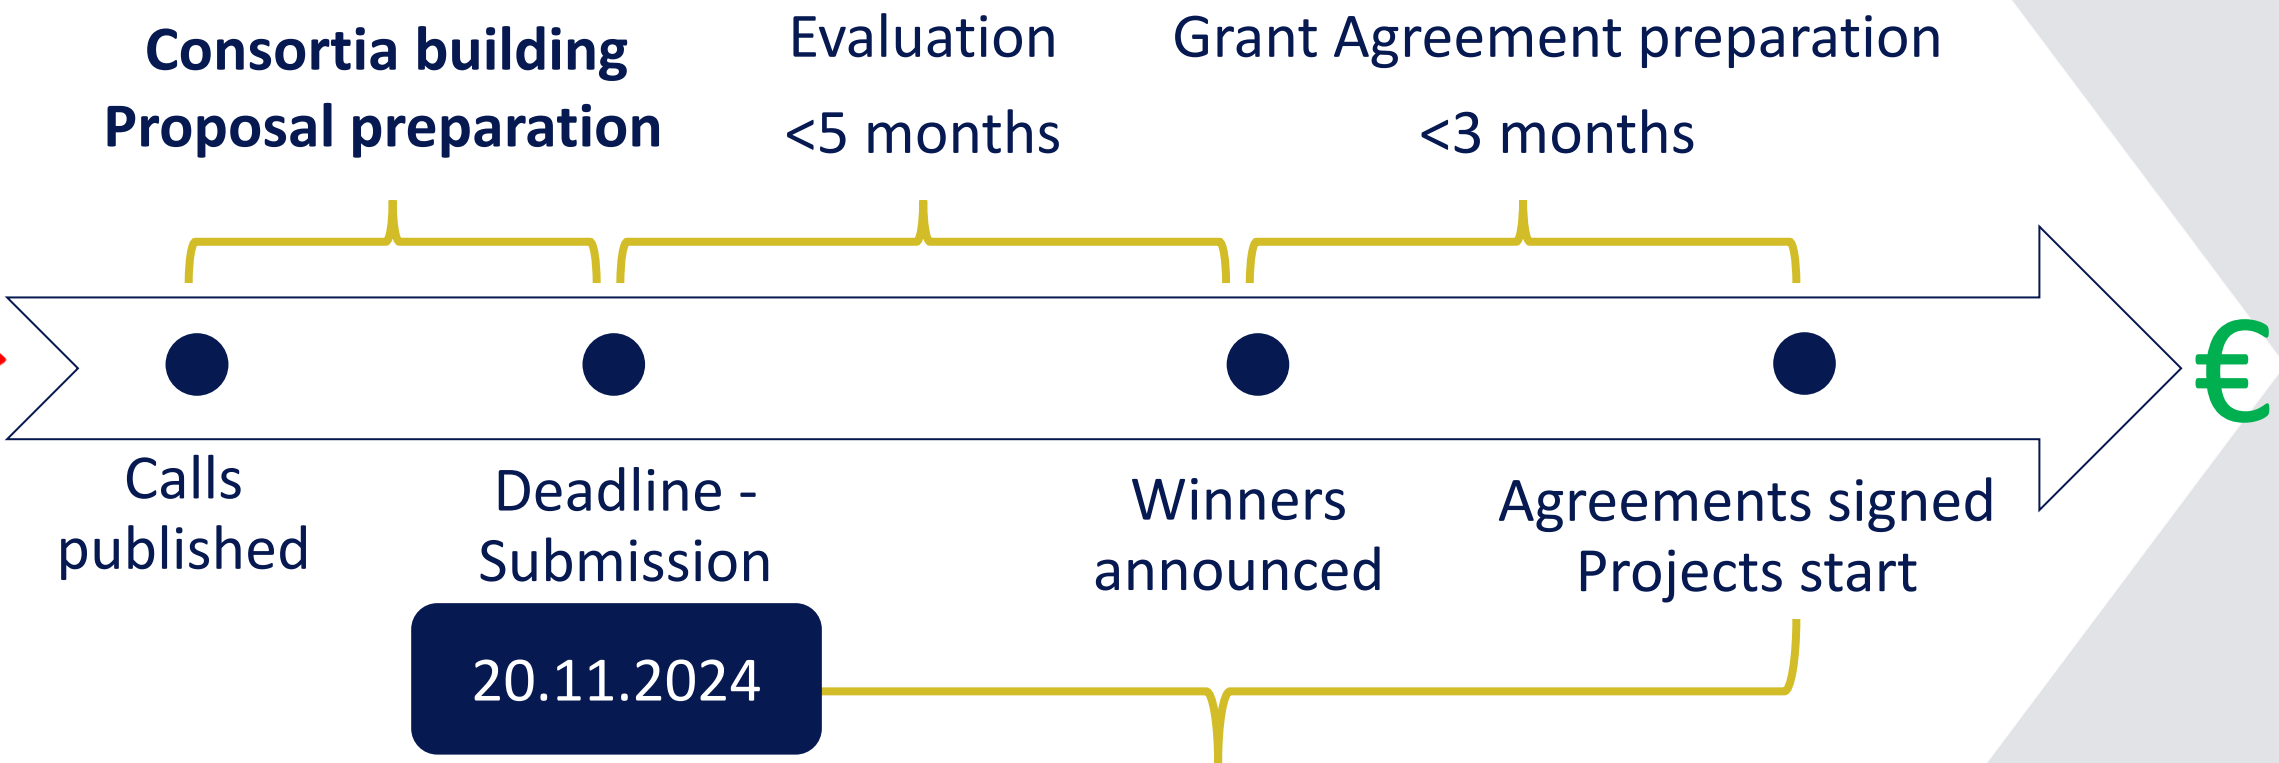 Consortia building
Proposal preparation
Evaluation
<5 months
Grant Agreement preparation
<3 months
€
Calls
published
Deadline -
Submission
20.11.2024
Winners
announced
Agreements signed
Projects start